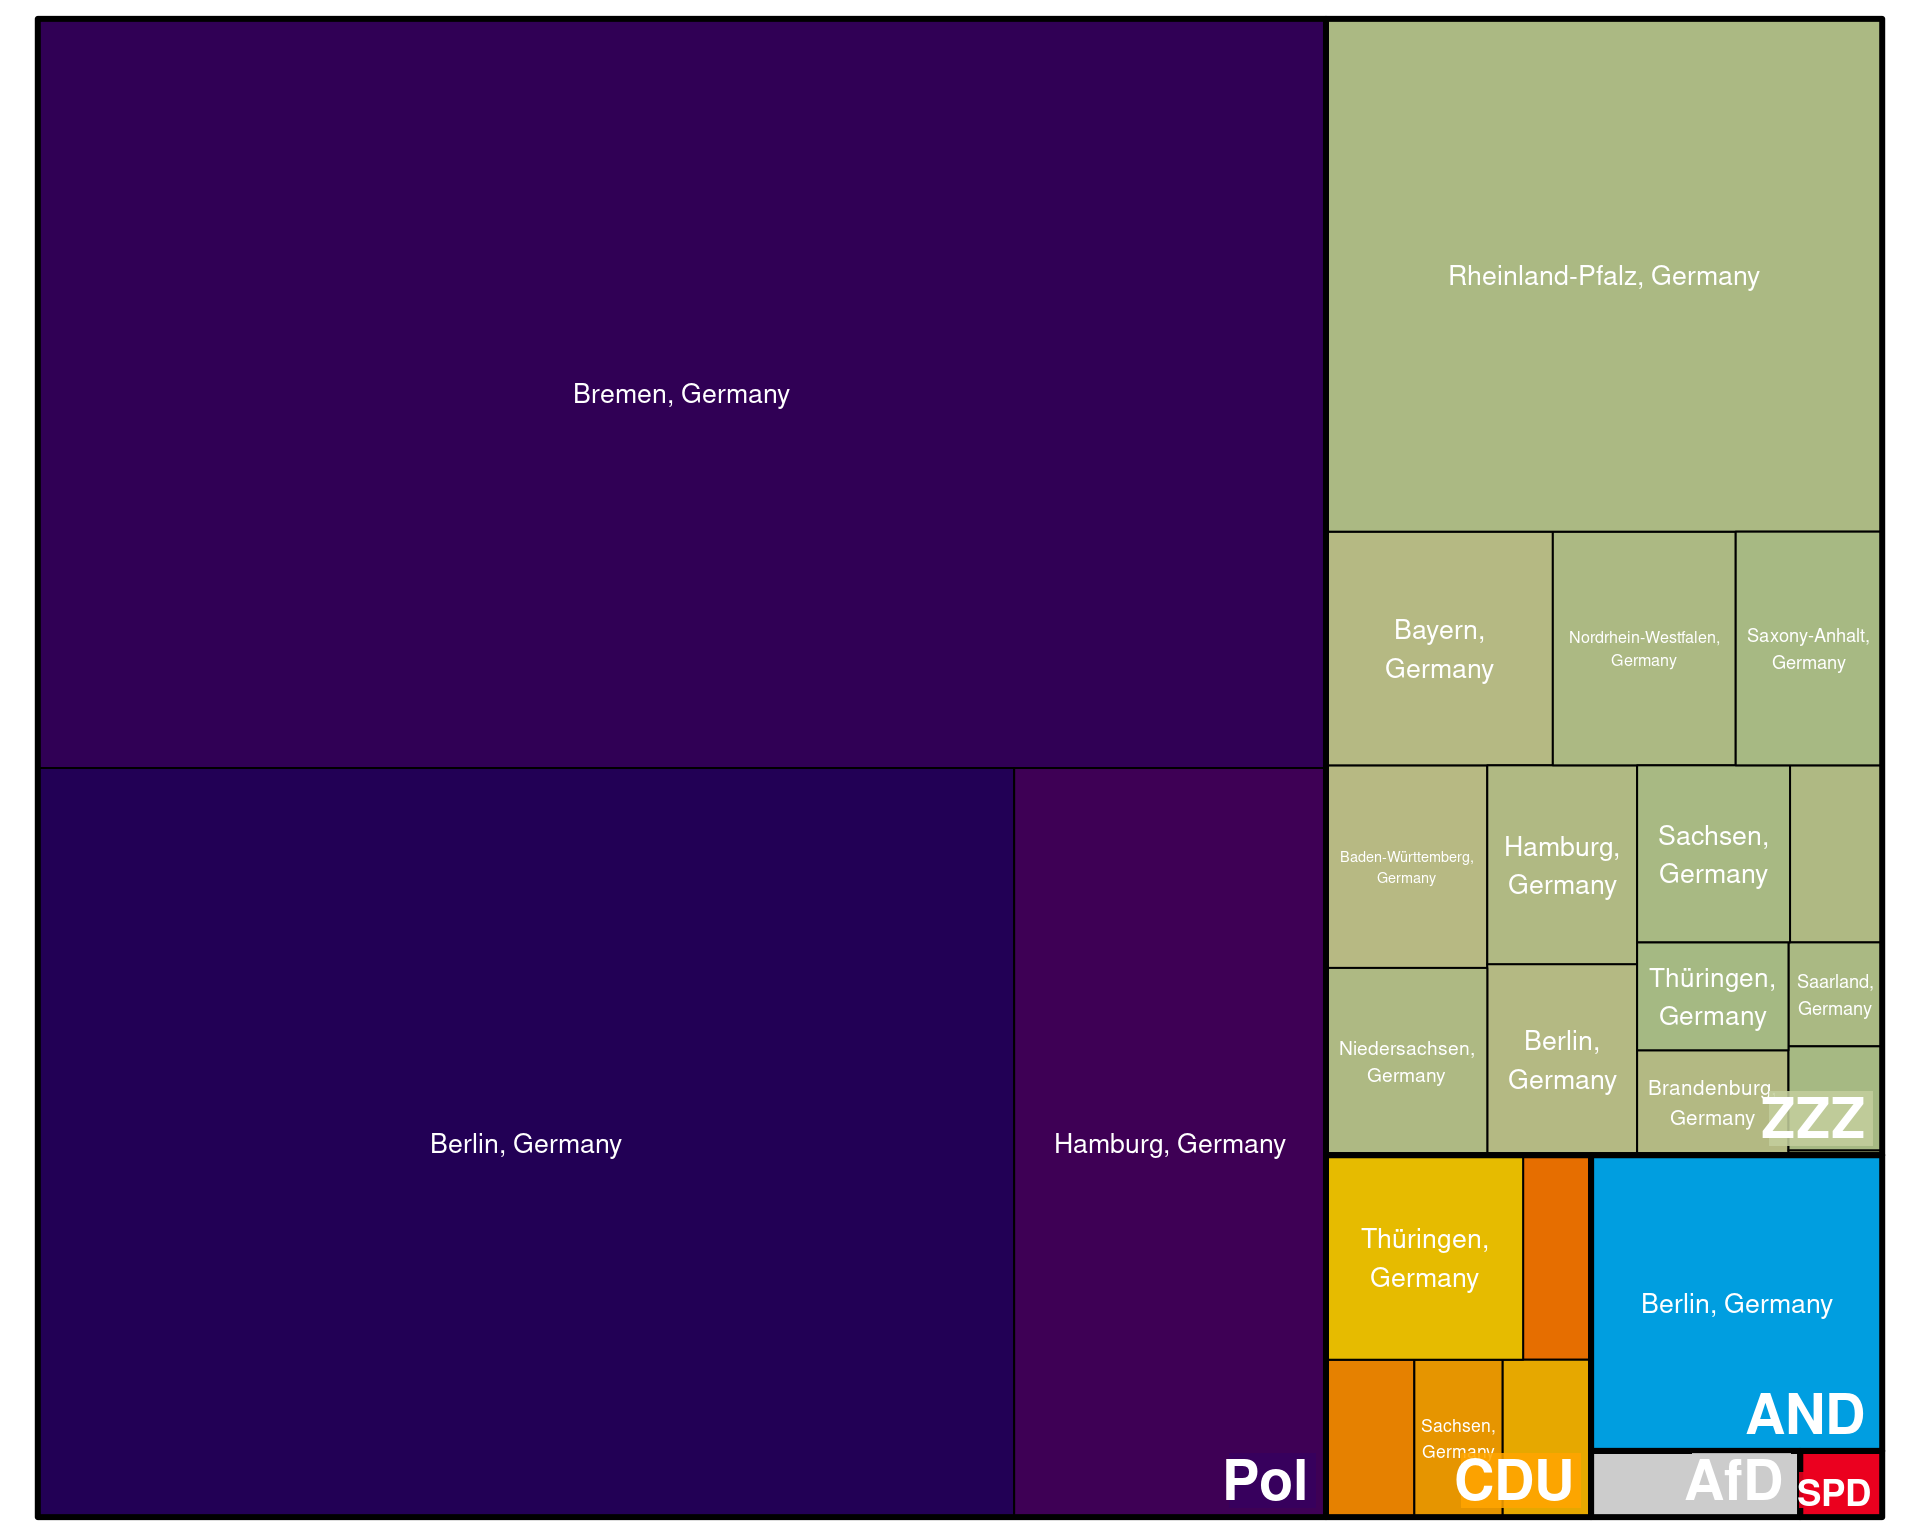 Bremen, Germany
Berlin, Germany
Hamburg, Germany
Pol
Rheinland-Pfalz, Germany
Bayern,
Germany
Nordrhein-Westfalen,
Germany
Saxony-Anhalt,
Germany
Baden-Württemberg,
Germany
Hamburg,
Germany
Sachsen,
Germany
Niedersachsen,
Germany
Berlin,
Germany
Thüringen,
Germany
Saarland,
Germany
Brandenburg
Germany
ZZZ
Thüringen,
Germany
Sachsen,
Germany
CDU
Berlin, Germany
AND
AfD
SPD